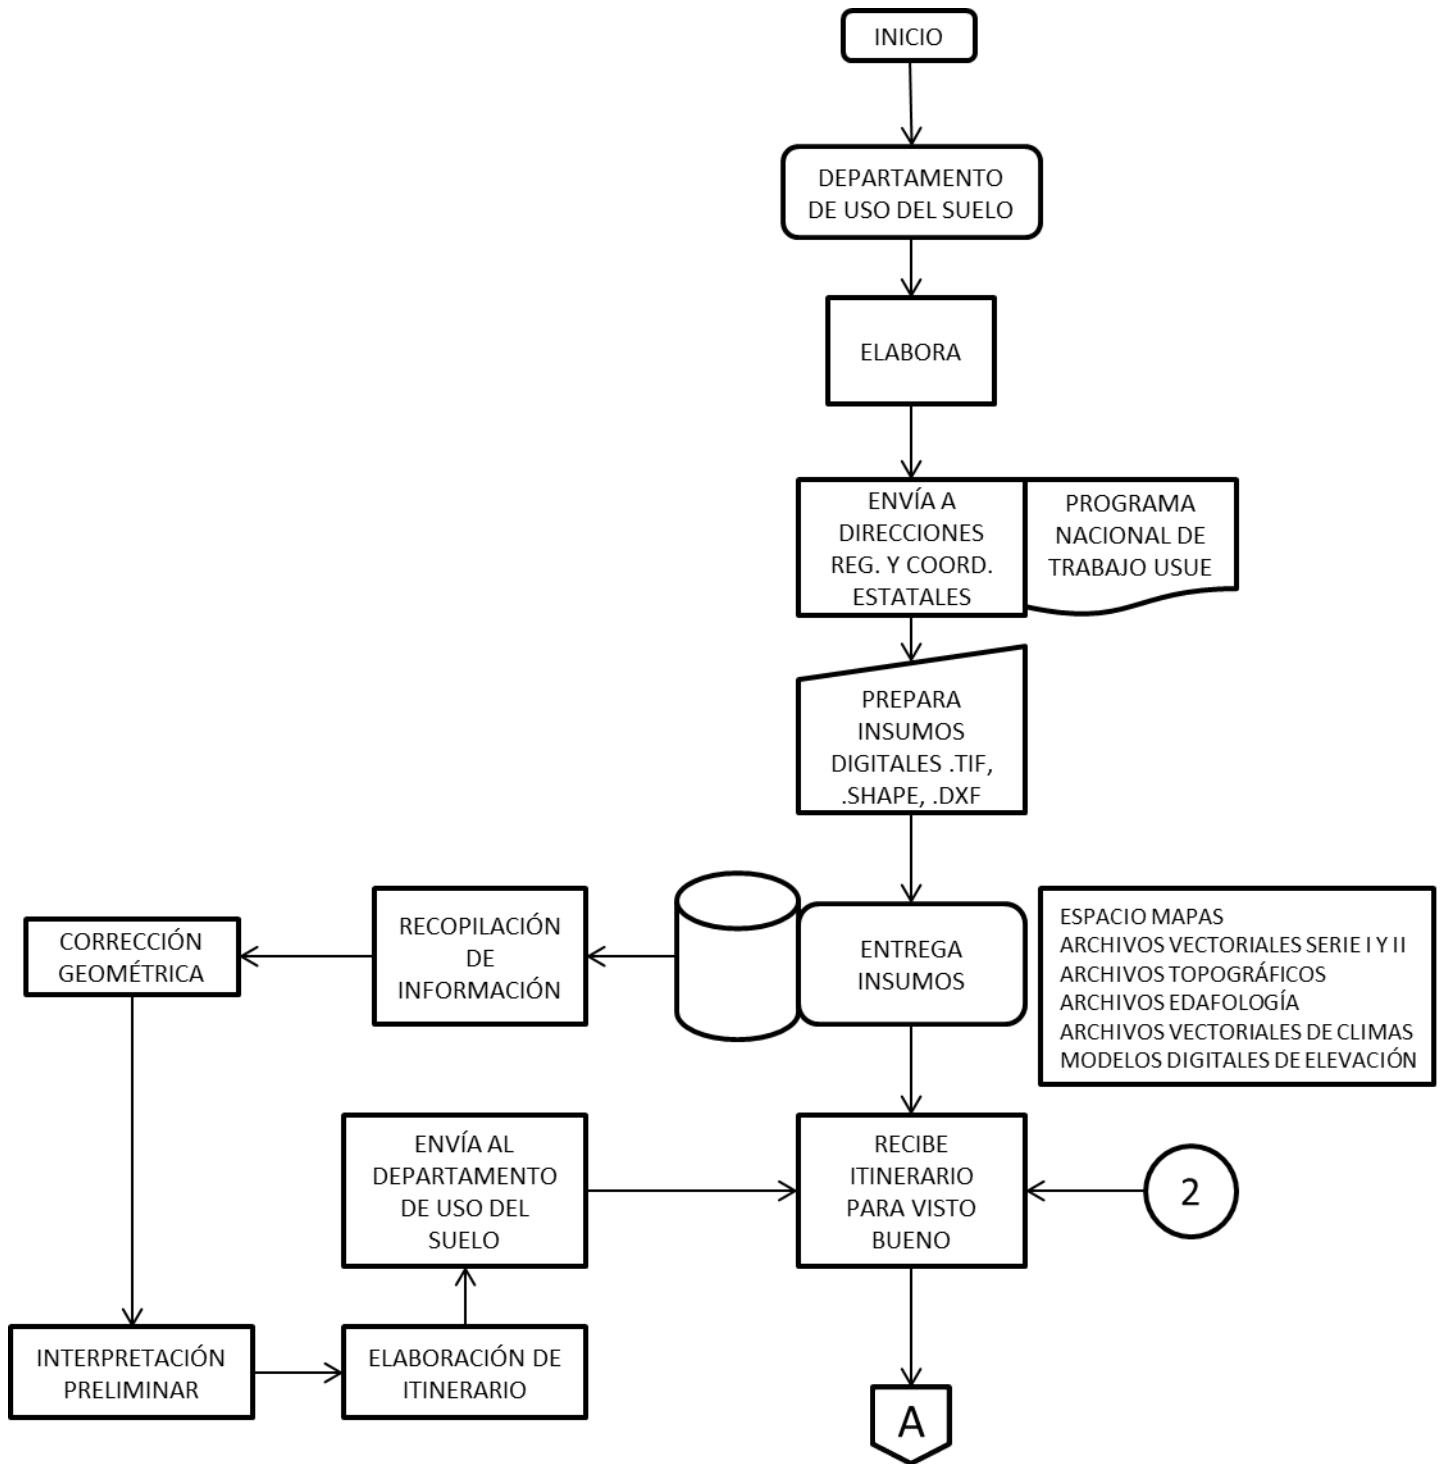 INICIO
DEPARTAMENTO
DE USO DEL SUELO
ELABORA
ENVÍA A
DIRECCIONES
REG. Y COORD.
ESTATALES
PROGRAMA
NACIONAL DE
TRABAJO USUE
PREPARA
INSUMOS
DIGITALES .TIF,
.SHAPE, .DXF
ENTREGA
INSUMOS
ESPACIO MAPAS
ARCHIVOS VECTORIALES SERIE I Y II
ARCHIVOS TOPOGRÁFICOS
ARCHIVOS EDAFOLOGÍA
ARCHIVOS VECTORIALES DE CLIMAS
MODELOS DIGITALES DE ELEVACIÓN
RECOPILACIÓN
DE
INFORMACIÓN
CORRECCIÓN
GEOMÉTRICA
INTERPRETACIÓN
PRELIMINAR
ELABORACIÓN DE
ITINERARIO
ENVÍA AL
DEPARTAMENTO
DE USO DEL
SUELO
RECIBE
ITINERARIO
PARA VISTO
BUENO
2
A